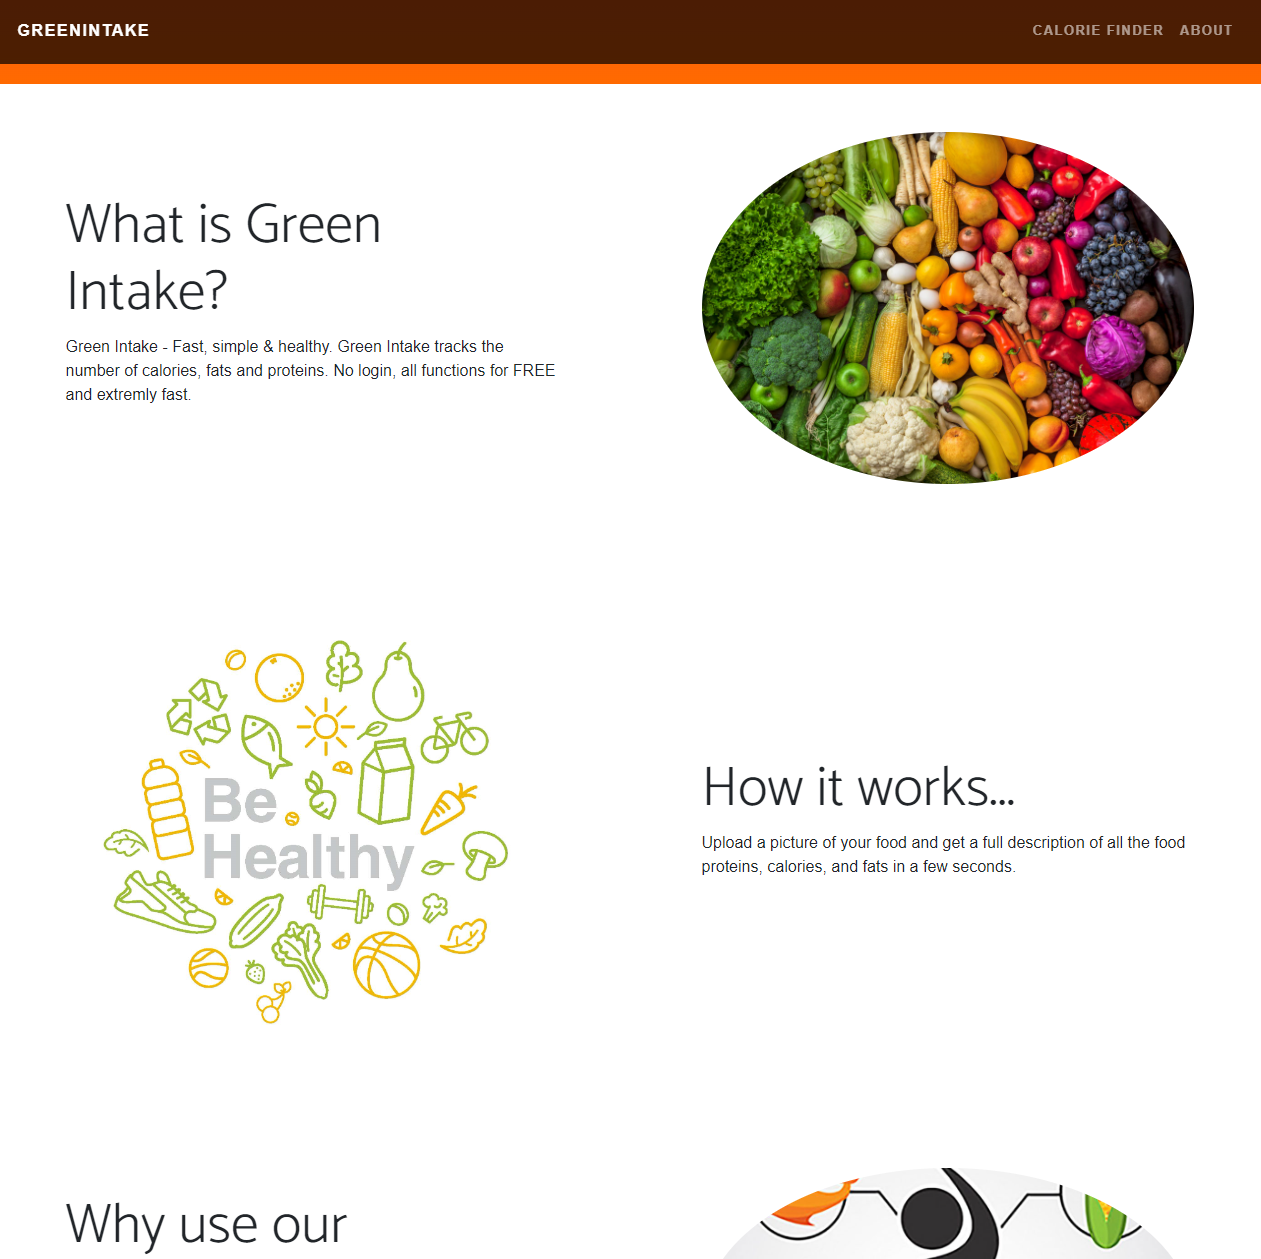 GREENINTAKE
CALORIE FINDER ABOUT
What is Green
Intake?
Green Intake - Fast, simple & healthy. Green Intake tracks the
number of calories, fats and proteins. No login, all functions for FREE
and extremly fast.
Be
Healthy
How it works...
Upload a picture of your food and get a full description of all the food
proteins, calories, and fats in a few seconds.
Why use our